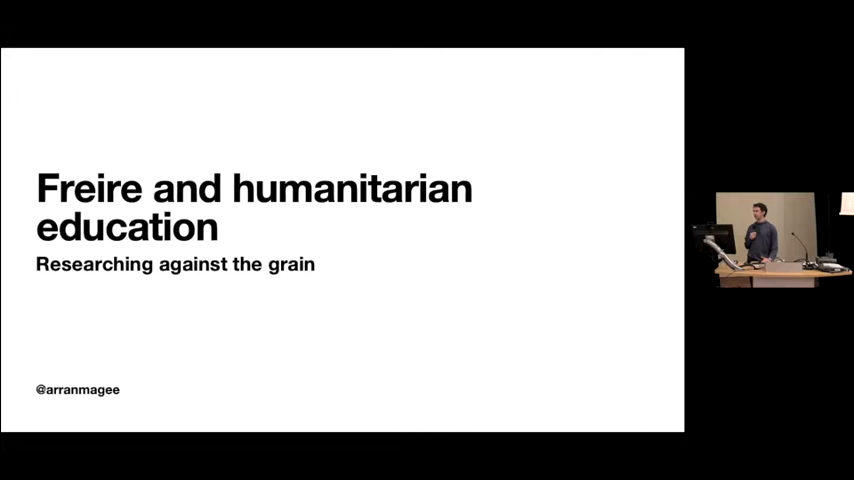 Freire and humanitarian
education
Researching against the grain
@arranmagee